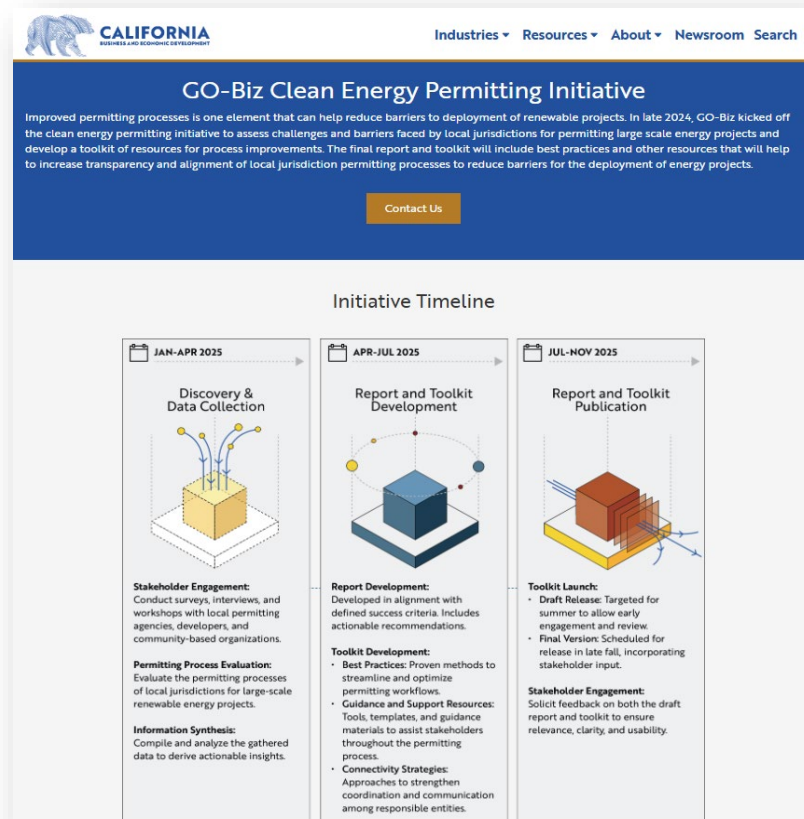 CALIFORNIA
BUSINESS AND ECONOMIC DEVELOPMENT
Industries Resources About Newsroom Search
GO-Biz Clean Energy Permitting Initiative
Improved permitting processes is one element that can help reduce barriers to deployment of renewable projects. In late 2024, GO-Biz kicked off
the clean energy permitting initiative to assess challenges and barriers faced by local jurisdictions for permitting large scale energy projects and
develop a toolkit of resources for process improvements. The final report and toolkit will include best practices and other resources that will help
to increase transparency and alignment of local jurisdiction permitting processes to reduce barriers for the deployment of energy projects.
Contact Us
Initiative Timeline
JAN-APR 2025
Discovery &
Data Collection
Stakeholder Engagement:
Conduct surveys, interviews, and
workshops with local permitting
agencies, developers, and
community-based organizations.
Permitting Process Evaluation:
Evaluate the permitting processes
of local jurisdictions for large-scale
renewable energy projects.
Information Synthesis:
Compile and analyze the gathered
data to derive actionable insights.
APR-JUL 2025
Report and Toolkit
Development
Report Development:
Developed in alignment with
defined success criteria. Includes
actionable recommendations.
Toolkit Development:
• Best Practices: Proven methods to
streamline and optimize
permitting workflows.
• Guidance and Support Resources:
Tools, templates, and guidance
materials to assist stakeholders
throughout the permitting
process.
• Connectivity Strategies:
Approaches to strengthen
coordination and communication
among responsible entities.
JUL-NOV 2025
Report and Toolkit
Publication
Toolkit Launch:
• Draft Release: Targeted for
summer to allow early
engagement and review.
• Final Version: Scheduled for
release in late fall, incorporating
stakeholder input.
Stakeholder Engagement:
Solicit feedback on both the draft
report and toolkit to ensure
relevance, clarity, and usability.